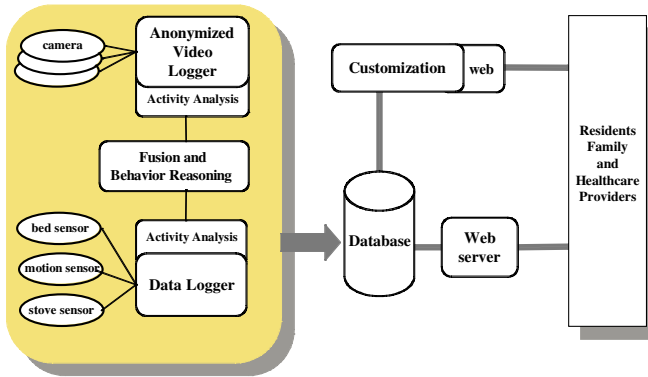 camera
Anonymized
Video
Logger
Activity Analysis
Fusion and
Behavior Reasoning
bed sensor
motion sensor
stove sensor
Activity Analysis
Data Logger
Customization
web
Database
Web
server
Residents
Family
and
Healthcare
Providers